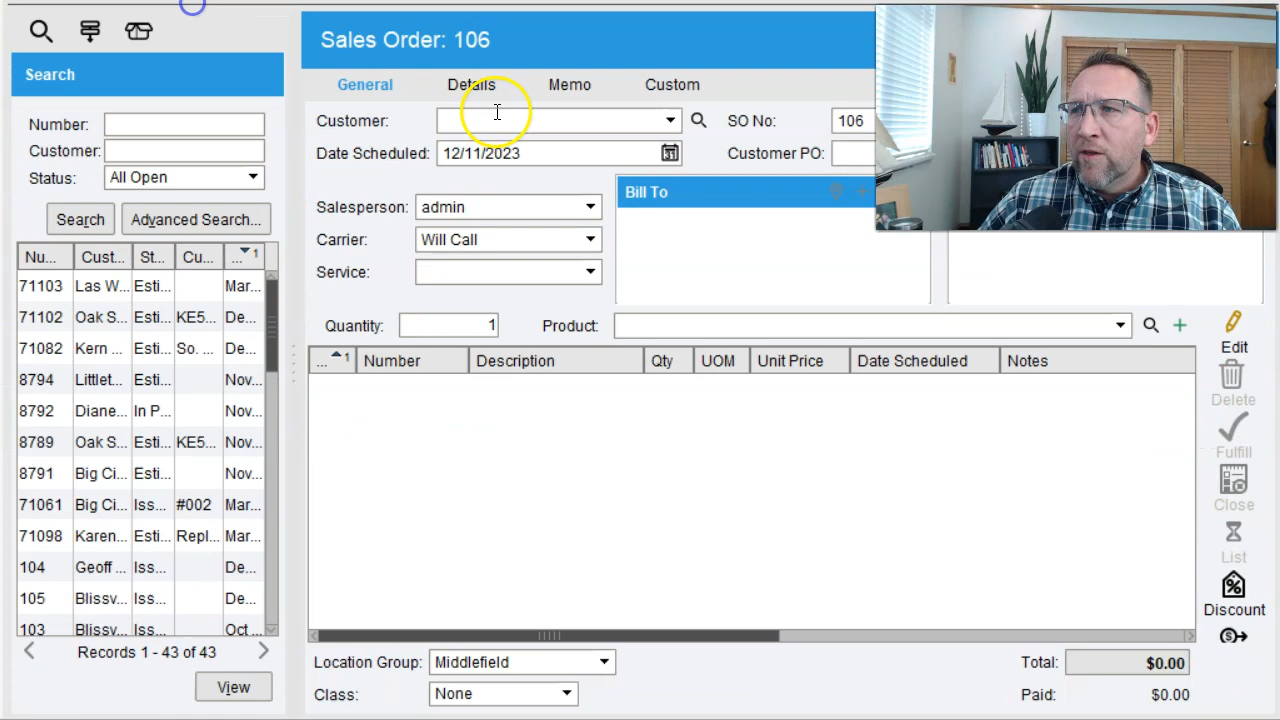 Search
Number:
Customer:
Status: All Open
Search Advanced Search...
Nu... Cust... St... Cu... ... 1
71103 Las W... Esti... Mar...
71102 Oak S... Esti... KE5... De...
71082 Kern ... Esti... So. ... De...
8794 Littlet... Esti... Nov...
8792 Diane... In P... Nov...
8789 Oak S... Esti... KE5... Nov...
8791 Big Ci... Esti... Nov...
71061 Big Ci... Iss... #002 Mar...
71098 Karen... Esti... Repl... Mar...
104 Geoff ... Iss... De...
105 Blissv... Iss... De...
103 Blissv... Iss... Oct ...
Records 1 - 43 of 43
View
Sales Order: 106
General Details Memo Custom
Customer: SO No: 106
Date Scheduled: 12/11/2023 31 Customer PO:
Salesperson: admin
Carrier: Will Call
Service:
Bill To
Quantity: 1 Product:
... 1 Number Description Qty UOM Unit Price Date Scheduled Notes
Edit
Delete
Fulfill
Close
List
Discount
Location Group: Middlefield Total: $0.00
Class: None Paid: $0.00